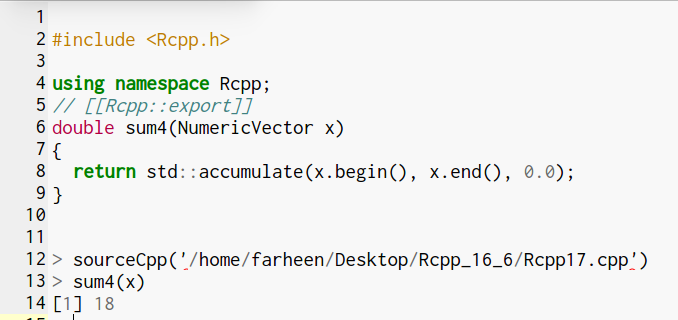 1
2 #include <Rcpp.h>
3
4 using namespace Rcpp;
5 // [[Rcpp::export]]
6 double sum4(NumericVector x)
7 {
8   return std::accumulate(x.begin(), x.end(), 0.0);
9 }
10
11
12 > sourceCpp('/home/farheen/Desktop/Rcpp_16_6/Rcpp17.cpp')
13 > sum4(x)
14 [1] 18